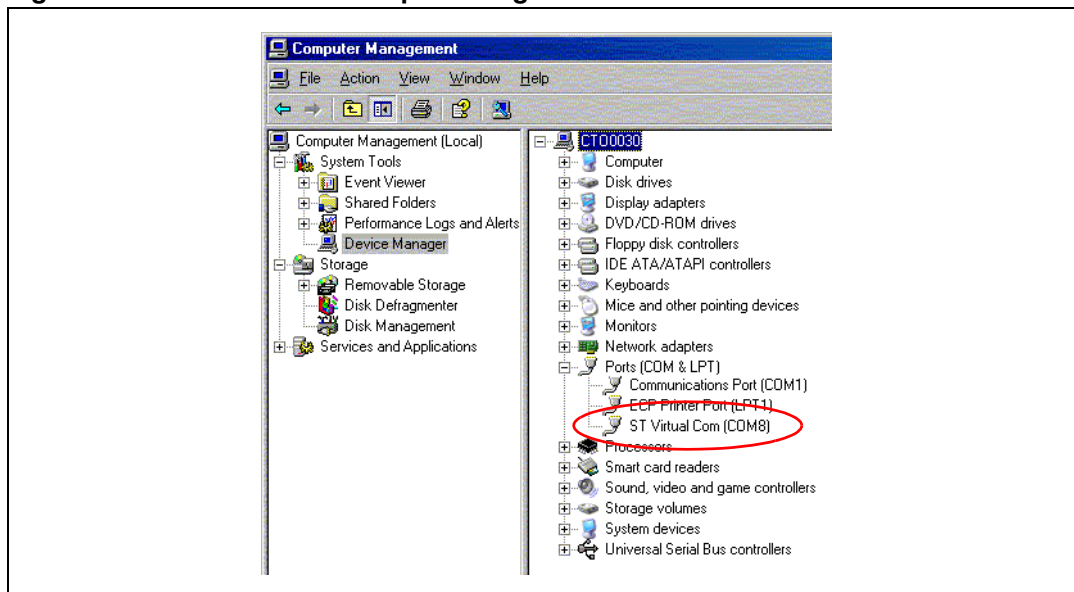 Computer Management
File Action View Window Help
Computer Management (Local)
System Tools
Event Viewer
Shared Folders
Performance Logs and Alerts
Device Manager
Storage
Removable Storage
Disk Defragmenter
Disk Management
Services and Applications
CTO0030
Computer
Disk drives
Display adapters
DVD/CD-ROM drives
Floppy disk controllers
IDE ATA/ATAPI controllers
Keyboards
Mice and other pointing devices
Monitors
Network adapters
Ports (COM & LPT)
Communications Port (COM1)
ECP Printer Port (LPT1)
ST Virtual Com (COM8)
Processors
Smart card readers
Sound, video and game controllers
Storage volumes
System devices
Universal Serial Bus controllers